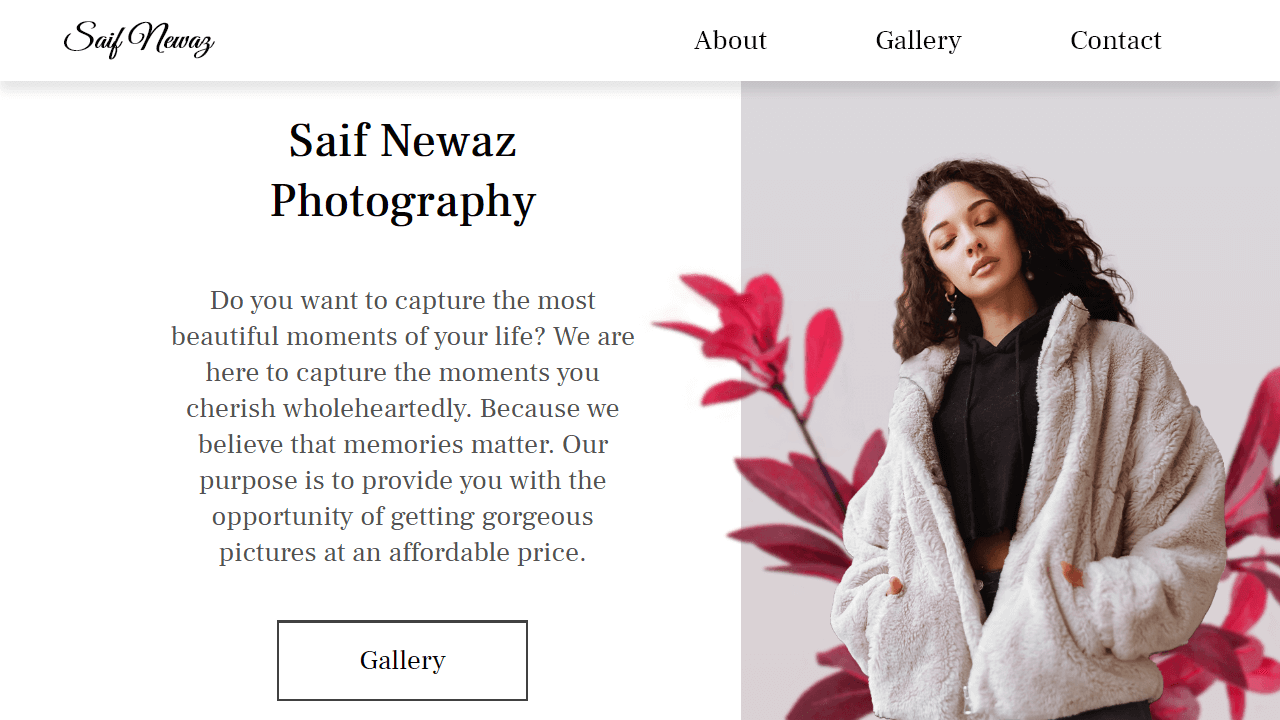 Saif Newaz
About
Gallery
Contact
Saif Newaz
Photography
Do you want to capture the most
beautiful moments of your life? We are
here to capture the moments you
cherish wholeheartedly. Because we
believe that memories matter. Our
purpose is to provide you with the
opportunity of getting gorgeous
pictures at an affordable price.
Gallery